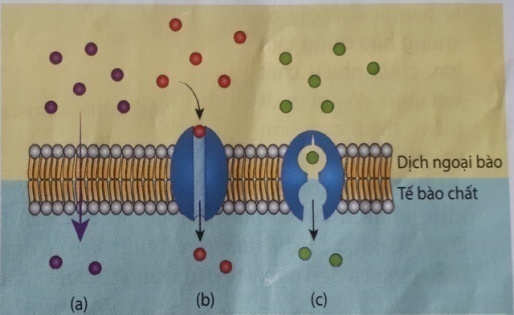 Dịch ngoại bào
Tế bào chất
(a)
(b)
(c)